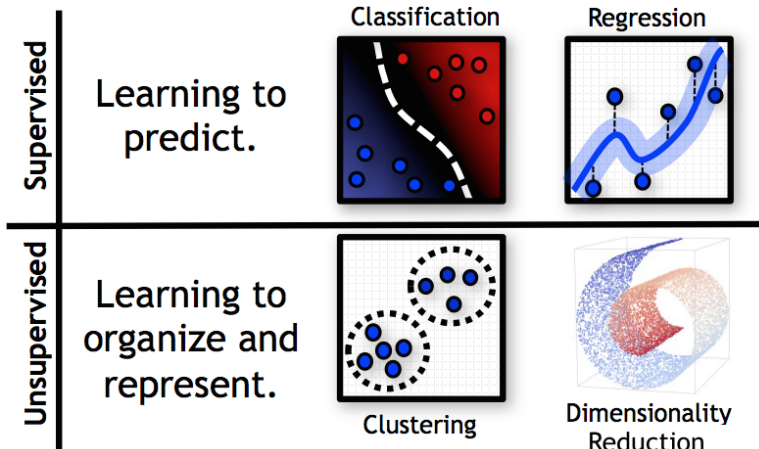 Classification
Regression
Supervised
Learning to
predict.
Unsupervised
Learning to
organize and
represent.
Clustering
Dimensionality
Reduction